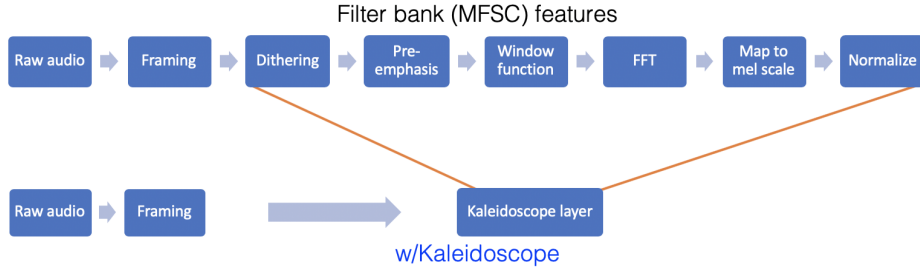 Filter bank (MFSC) features
Raw audio
Framing
Dithering
Pre-
emphasis
Window
function
FFT
Map to
mel scale
Normalize
Raw audio
Framing
Kaleidoscope layer
w/Kaleidoscope